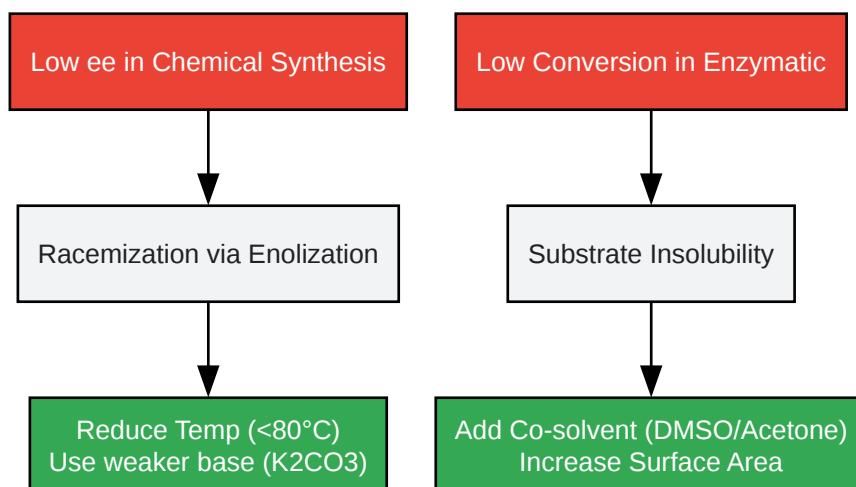 Low ee in Chemical Synthesis
Low Conversion in Enzymatic
Racemization via Enolization
Substrate Insolubility
Reduce Temp (<80°C)
Use weaker base (K2CO3)
Add Co-solvent (DMSO/Acetone)
Increase Surface Area